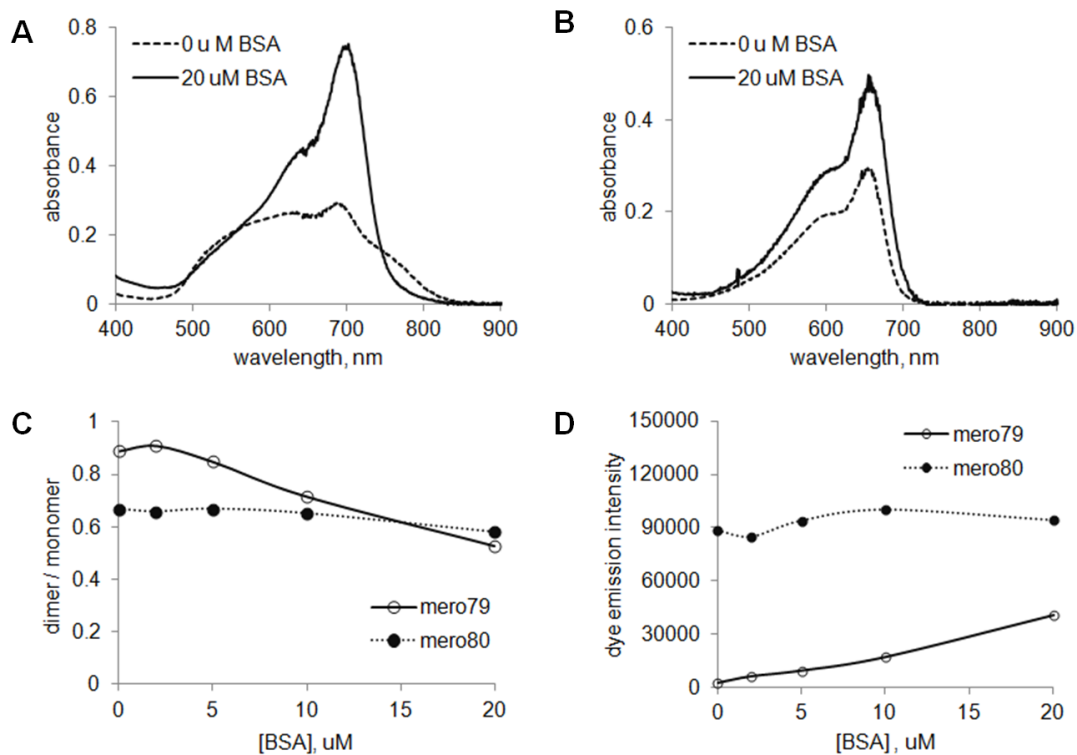 A
0 u M BSA
20 uM BSA
0.8
0.6
0.4
0.2
0
absorbance
400
500
600
700
800
900
wavelength, nm
B
0 u M BSA
20 uM BSA
0.6
0.4
0.2
0
absorbance
400
500
600
700
800
900
wavelength, nm
C
1
0.8
0.6
0.4
0.2
0
dimer / monomer
mero79
mero80
0
5
10
15
20
[BSA], uM
D
150000
120000
90000
60000
30000
0
dye emission intensity
mero79
mero80
0
5
10
15
20
[BSA], uM